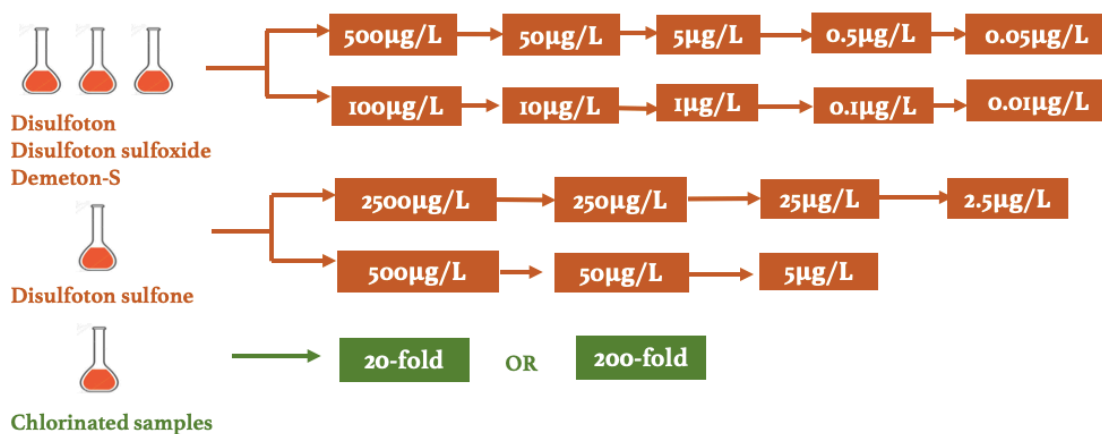 500µg/L 50µg/L 5µg/L 0.5µg/L 0.05µg/L
100µg/L 10µg/L 1µg/L 0.1µg/L 0.01µg/L
Disulfoton
Disulfoton sulfoxide
Demeton-S
2500µg/L 250µg/L 25µg/L 2.5µg/L
500µg/L 50µg/L 5µg/L
Disulfoton sulfone
20-fold OR 200-fold
Chlorinated samples